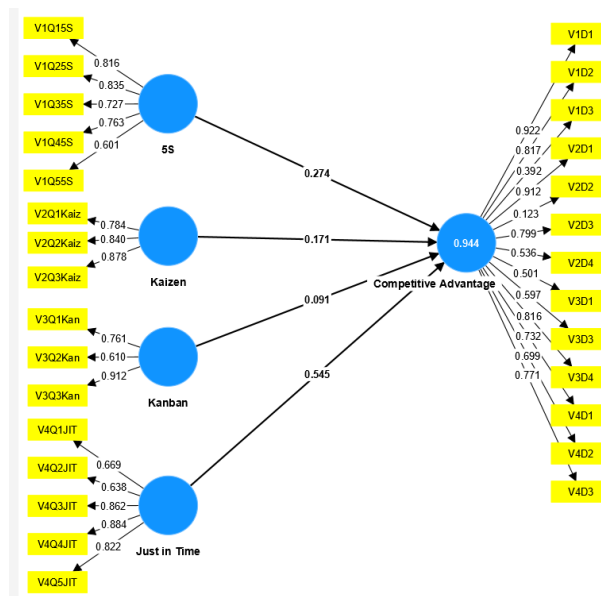 V1Q15S
V1Q25S
V1Q35S
V1Q45S
V1Q55S
0.816
0.835
0.727
0.763
0.601
5S
0.274
V2Q1Kaiz
V2Q2Kaiz
V2Q3Kaiz
0.784
0.840
0.878
Kaizen
0.171
V3Q1Kan
V3Q2Kan
V3Q3Kan
0.761
0.610
0.912
Kanban
0.091
V4Q1JIT
V4Q2JIT
V4Q3JIT
V4Q4JIT
V4Q5JIT
0.669
0.638
0.862
0.884
0.822
Just in Time
0.545
0.944
Competitive Advantage
0.922
0.817
0.392
0.912
0.123
0.799
0.536
0.501
0.597
0.816
0.732
0.699
0.771
V1D1
V1D2
V1D3
V2D1
V2D2
V2D3
V2D4
V3D1
V3D3
V3D4
V4D1
V4D2
V4D3